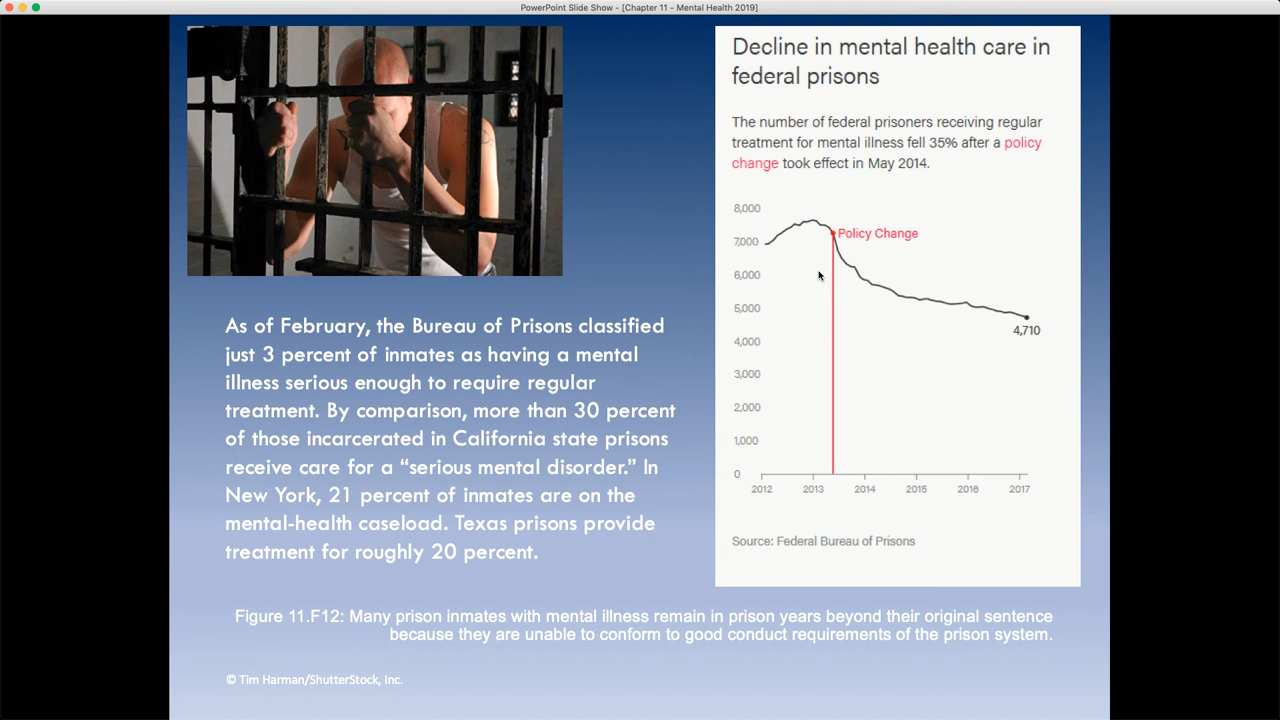 PowerPoint Slide Show - [Chapter 11 - Mental Health 2019]
Decline in mental health care in
federal prisons
The number of federal prisoners receiving regular
treatment for mental illness fell 35% after a policy
change took effect in May 2014.
8,000
7,000
6,000
5,000
4,000
3,000
2,000
1,000
0
Policy Change
4,710
2012 2013 2014 2015 2016 2017
Source: Federal Bureau of Prisons
As of February, the Bureau of Prisons classified
just 3 percent of inmates as having a mental
illness serious enough to require regular
treatment. By comparison, more than 30 percent
of those incarcerated in California state prisons
receive care for a “serious mental disorder.” In
New York, 21 percent of inmates are on the
mental-health caseload. Texas prisons provide
treatment for roughly 20 percent.
Figure 11.F12: Many prison inmates with mental illness remain in prison years beyond their original sentence
because they are unable to conform to good conduct requirements of the prison system.
© Tim Harman/ShutterStock, Inc.